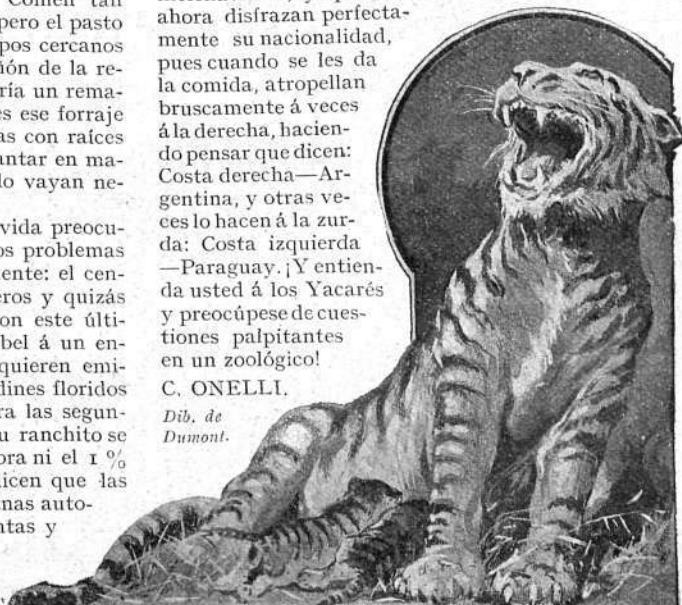 Comen tan
pero el pasto
pos cercanos
ión de la re-
ría un rema-
es ese forraje
as con raíces
antar en ma-
lo vayan ne-
vida preocu-
os problemas
ente: el cen-
eros y quizás
on este últi-
bel á un en-
quieren emi-
dines floridos
ra las segun-
u ranchito se
ora ni el 1 %
icen que las
nas auto-
ntas y
ahora disfrazan perfecta-
mente su nacionalidad,
pues cuando se les da
la comida, atropellan
bruscamente á veces
á la derecha, hacien-
do pensar que dicen:
Costa derecha—Ar-
gentina, y otras ve-
ces lo hacen á la zur-
da: Costa izquierda
—Paraguay. ¡Y entien-
da usted á los Yacarés
y preocúpese de cues-
tiones palpitantes
en un zoológico!
C. ONELLI.
Dib. de
Dumont.